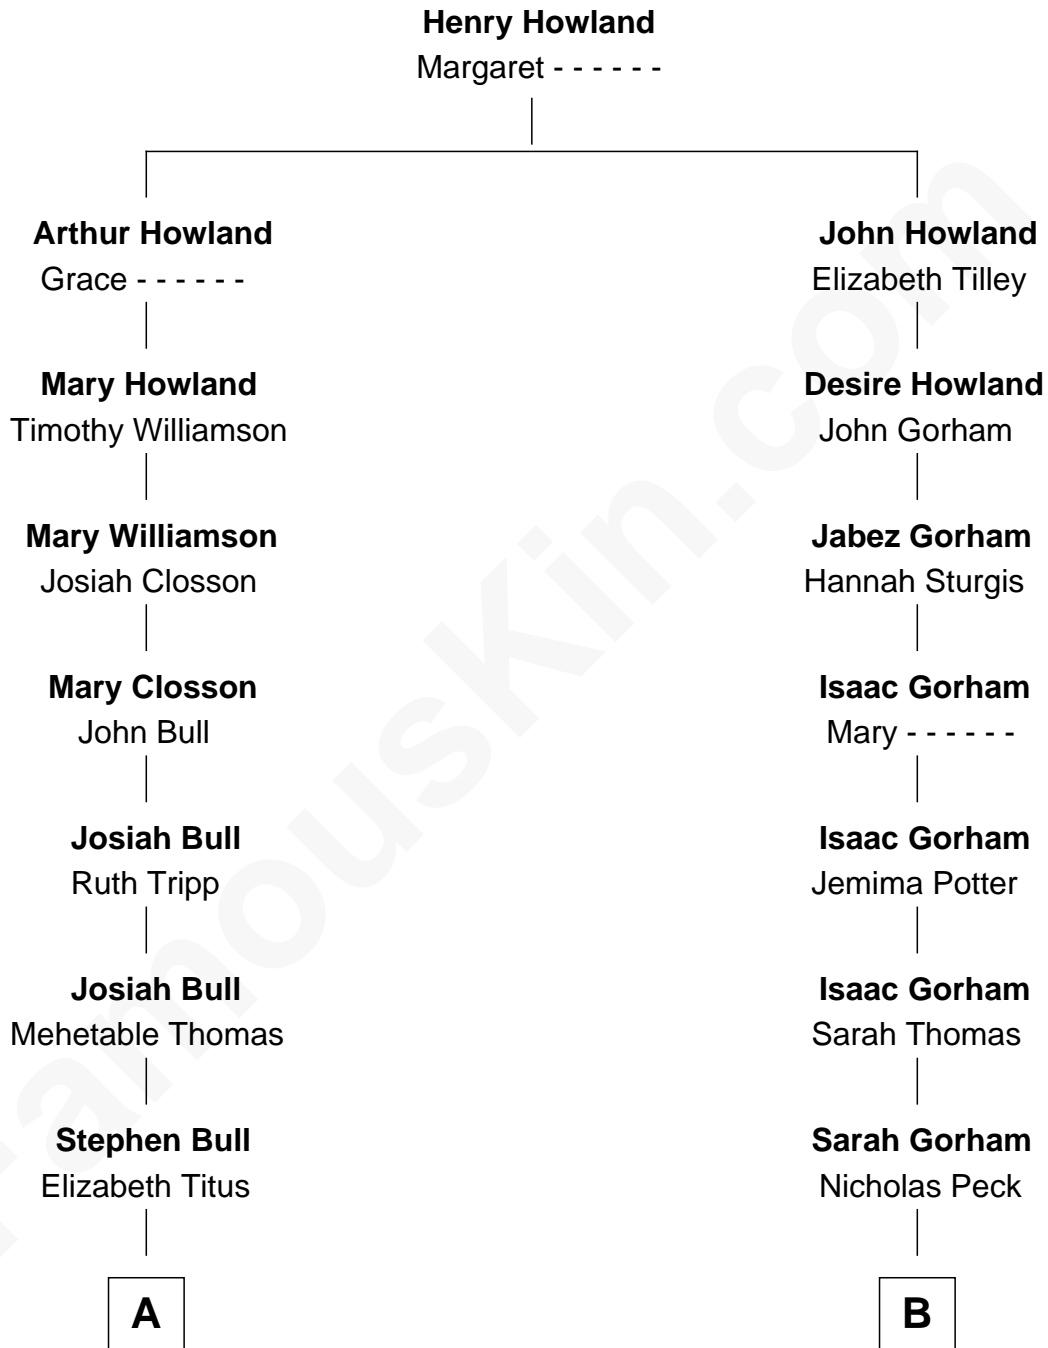 Henry Howland
Margaret - - - - - -
Arthur Howland
Grace - - - - - -
John Howland
Elizabeth Tilley
Mary Howland
Timothy Williamson
Desire Howland
John Gorham
Mary Williamson
Josiah Closson
Jabez Gorham
Hannah Sturgis
Mary Closson
John Bull
Isaac Gorham
Mary - - - - - -
Josiah Bull
Ruth Tripp
Isaac Gorham
Jemima Potter
Josiah Bull
Mehetable Thomas
Isaac Gorham
Sarah Thomas
Stephen Bull
Elizabeth Titus
Sarah Gorham
Nicholas Peck
A
B
FamousKin.com